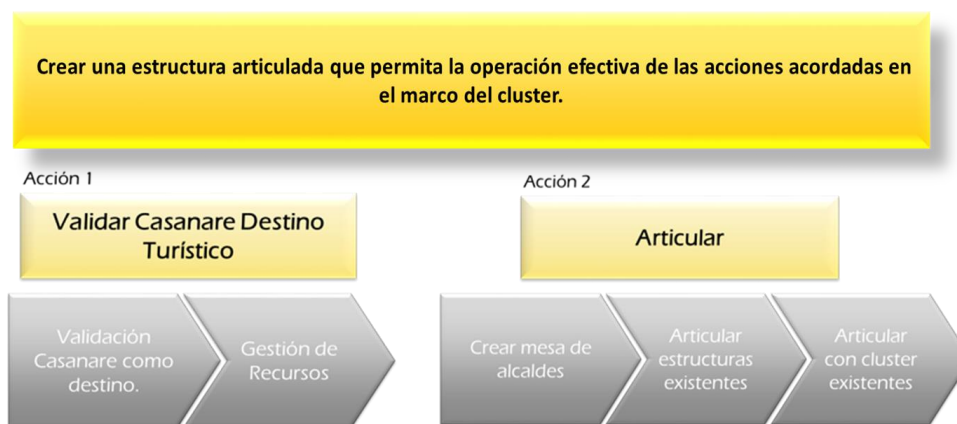 Crear una estructura articulada que permita la operación efectiva de las acciones acordadas en
el marco del cluster.
Acción 1
Validar Casanare Destino
Turístico
Validación
Casanare como
destino.
Gestión de
Recursos
Acción 2
Articular
Crear mesa de
alcaldes
Articular
estructuras
existentes
Articular
con cluster
existentes